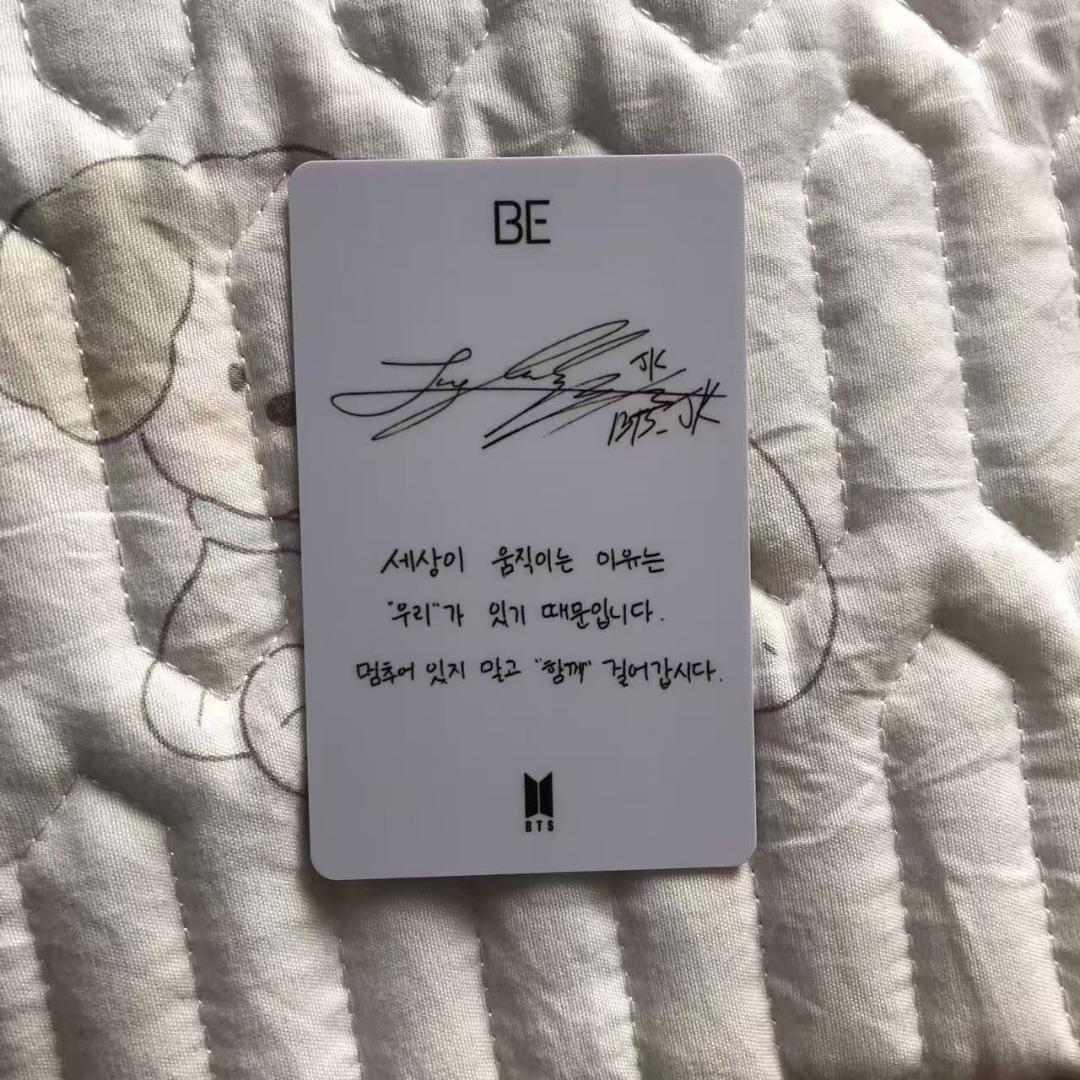 BE
JK
BTS_JK
세상이 움직이는 이유는
"우리"가 있기 때문입니다.
멈추어 있지 말고 "함께" 걸어갑시다.
BTS